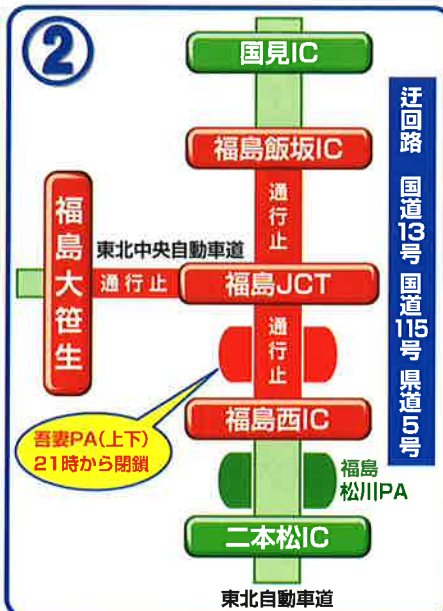 ②
国見IC
福島飯坂IC
通行止
東北中央自動車道
福島大笹生
通行止
福島JCT
通行止
吾妻PA(上下)
21時から閉鎖
福島西IC
福島
松川PA
二本松IC
東北自動車道
迂回路 国道13号 国道115号 県道5号